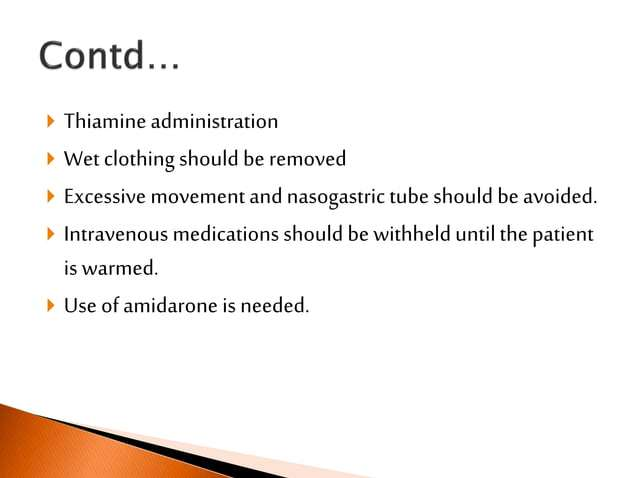 Contd...
Thiamine administration
Wet clothing should be removed
Excessive movement and nasogastric tube should be avoided.
Intravenous medications should be withheld until the patient
is warmed.
Use of amidarone is needed.